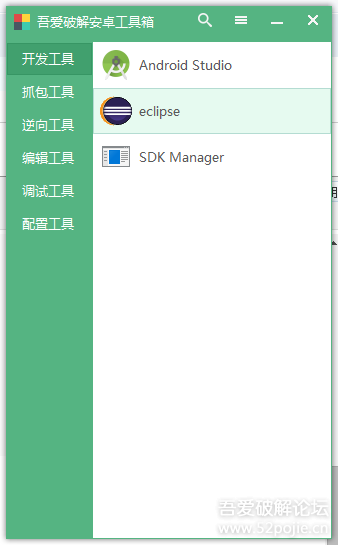 吾爱破解安卓工具箱
开发工具
抓包工具
逆向工具
编辑工具
调试工具
配置工具
Android Studio
eclipse
SDK Manager
吾爱破解论坛
www.52pojie.cn